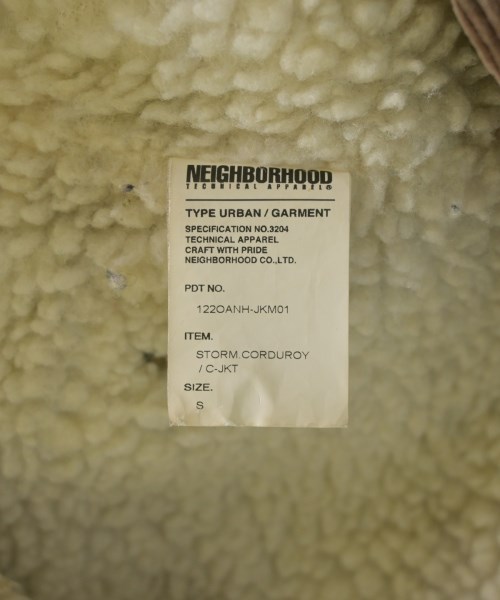 NEIGHBORHOOD
TECHNICAL APPAREL®
TYPE URBAN / GARMENT
SPECIFICATION NO.3204
TECHNICAL APPAREL
CRAFT WITH PRIDE
NEIGHBORHOOD CO.,LTD.
PDT NO.
122OANH-JKM01
ITEM.
STORM.CORDUROY
/ C-JKT
SIZE.
S